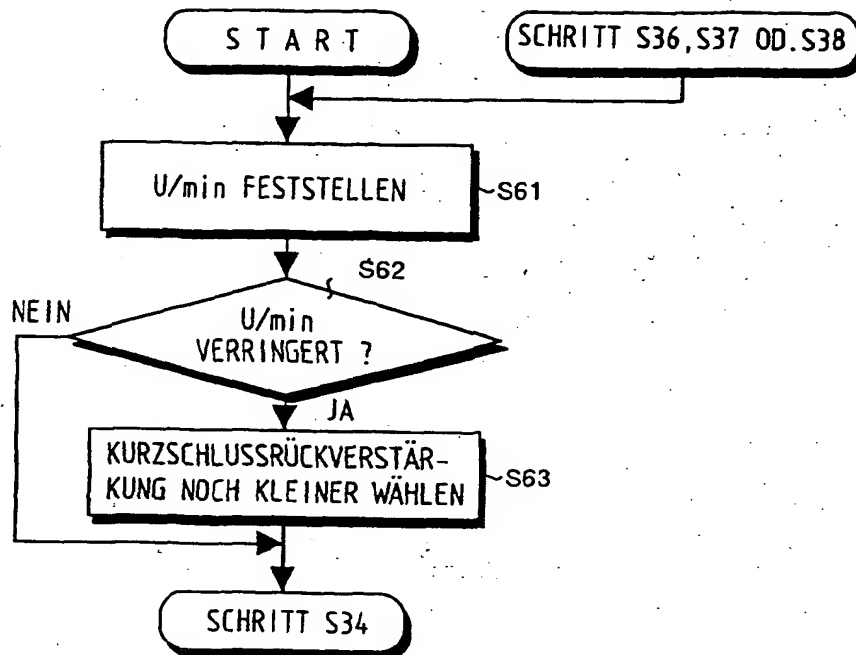 START
SCHRITT S36,S37 OD.S38
U/min FESTSTELLEN
S61
S62
NEIN
U/min
VERRINGERT ?
JA
KURZSCHLUSSRÜCKVERSTÄR-
KUNG NOCH KLEINER WÄHLEN
S63
SCHRITT S34